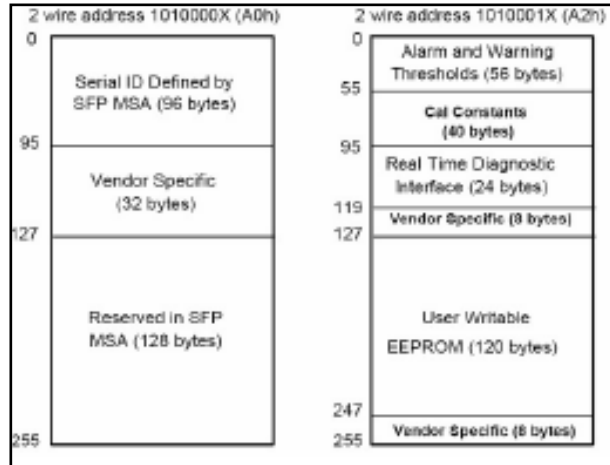 2 wire address 1010000X (A0h)
0
Serial ID Defined by
SFP MSA (96 bytes)
95
Vendor Specific
(32 bytes)
127
Reserved in SFP
MSA (128 bytes)
255
2 wire address 1010001X (A2h)
0
Alarm and Warning
Thresholds (56 bytes)
55
Cal Constants
(40 bytes)
95
Real Time Diagnostic
Interface (24 bytes)
119
Vendor Specific (8 bytes)
127
User Writable
EEPROM (120 bytes)
247
Vendor Specific (8 bytes)
255